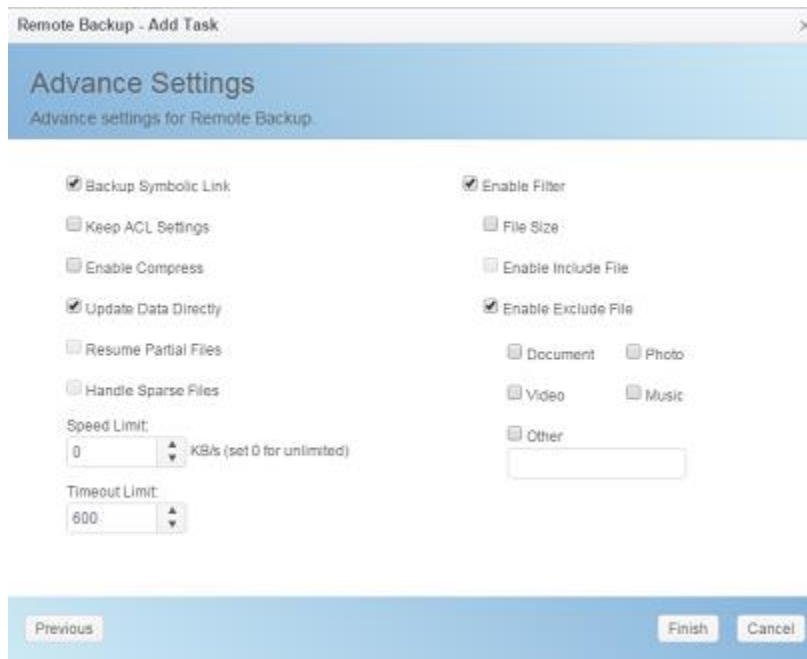 Remote Backup - Add Task
Advance Settings
Advance settings for Remote Backup.
Backup Symbolic Link
Keep ACL Settings
Enable Compress
Update Data Directly
Resume Partial Files
Handle Sparse Files
Speed Limit:
0 KB/s (set 0 for unlimited)
Timeout Limit:
600
Enable Filter
File Size
Enable Include File
Enable Exclude File
Document Photo
Video Music
Other
Previous Finish Cancel